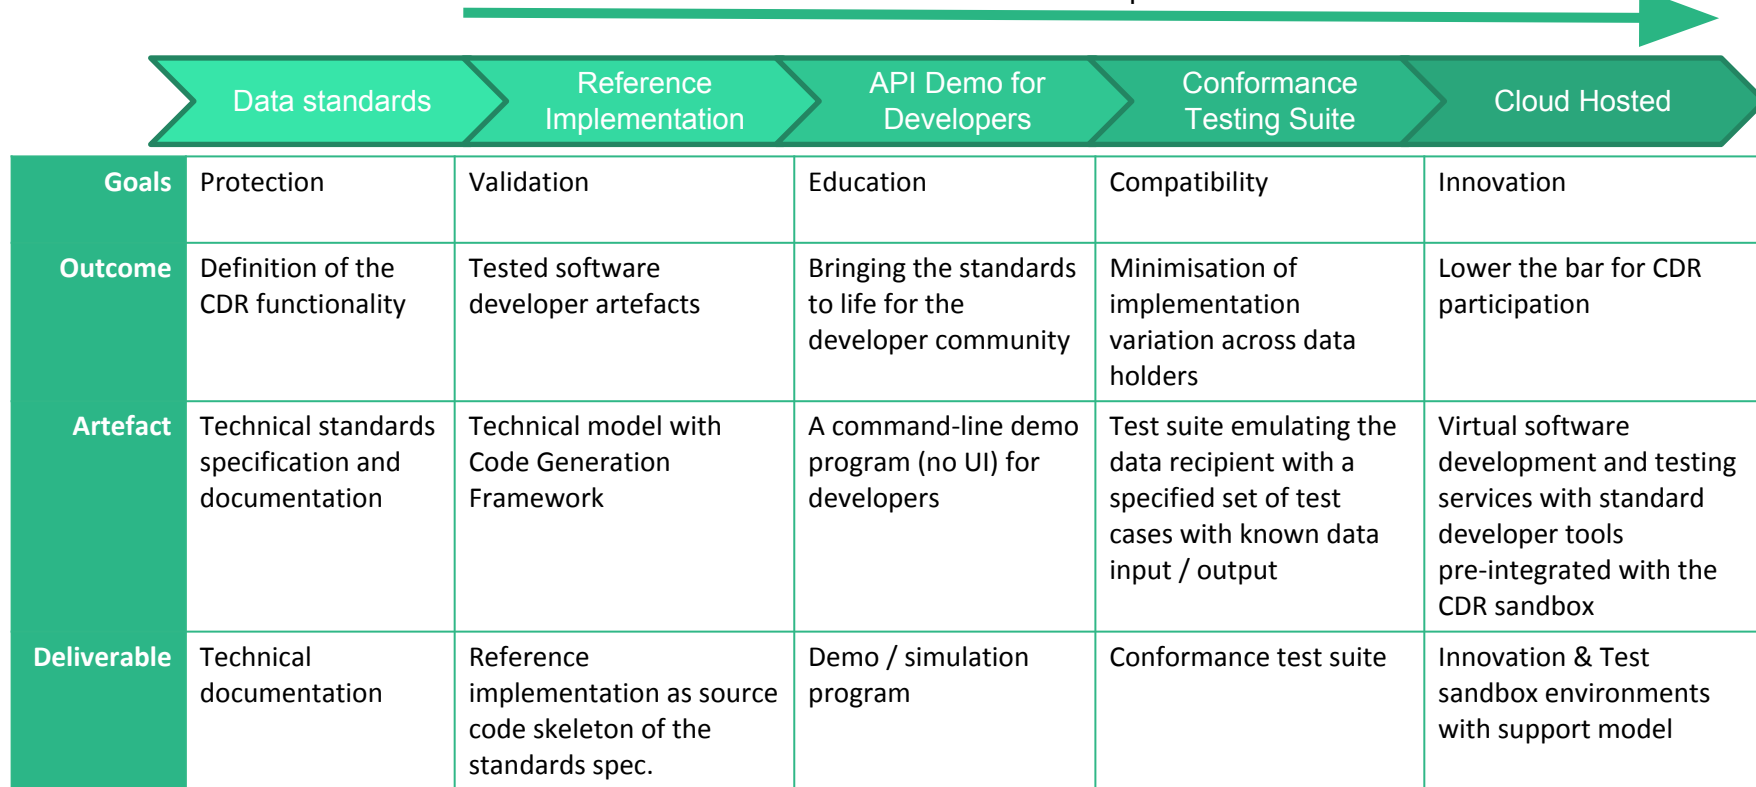 Data standards
Reference
Implementation
API Demo for
Developers
Conformance
Testing Suite
Cloud Hosted
Goals
Protection
Validation
Education
Compatibility
Innovation
Outcome
Definition of the
CDR functionality
Tested software
developer artefacts
Bringing the standards
to life for the
developer community
Minimisation of
implementation
variation across data
holders
Lower the bar for CDR
participation
Artefact
Technical standards
specification and
documentation
Technical model with
Code Generation
Framework
A command-line demo
program (no UI) for
developers
Test suite emulating the
data recipient with a
specified set of test
cases with known data
input / output
Virtual software
development and testing
services with standard
developer tools
pre-integrated with the
CDR sandbox
Deliverable
Technical
documentation
Reference
implementation as source
code skeleton of the
standards spec.
Demo / simulation
program
Conformance test suite
Innovation & Test
sandbox environments
with support model